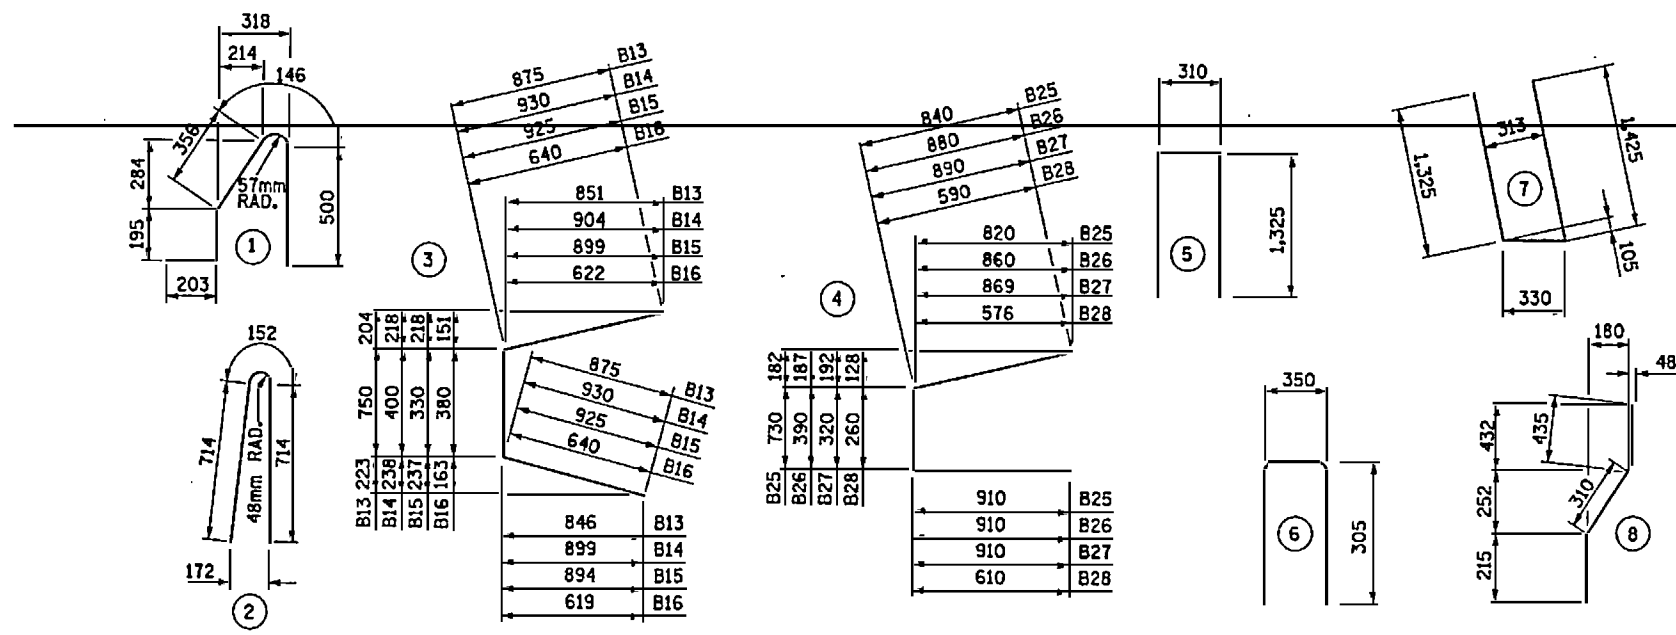 318
214
146
356
284
195
57mm
RAD.
500
203
1
152
714
48mm RAD.
714
172
2
875 B13
930 B14
925 B15
640 B16
851 B13
904 B14
899 B15
622 B16
3
204 218 218 151
750 400 330 380
223 238 237 163
B13 B14 B15 B16
875 B13
930 B14
925 B15
640 B16
846 B13
899 B14
894 B15
619 B16
840 B25
880 B26
890 B27
590 B28
820 B25
860 B26
869 B27
576 B28
4
182 187 192 128
730 390 320 260
B25 B26 B27 B28
910 B25
910 B26
910 B27
610 B28
310
5
1,325
350
6
305
1,325
313
1,425
7
105
330
180
48
435
432
310
252
215
8